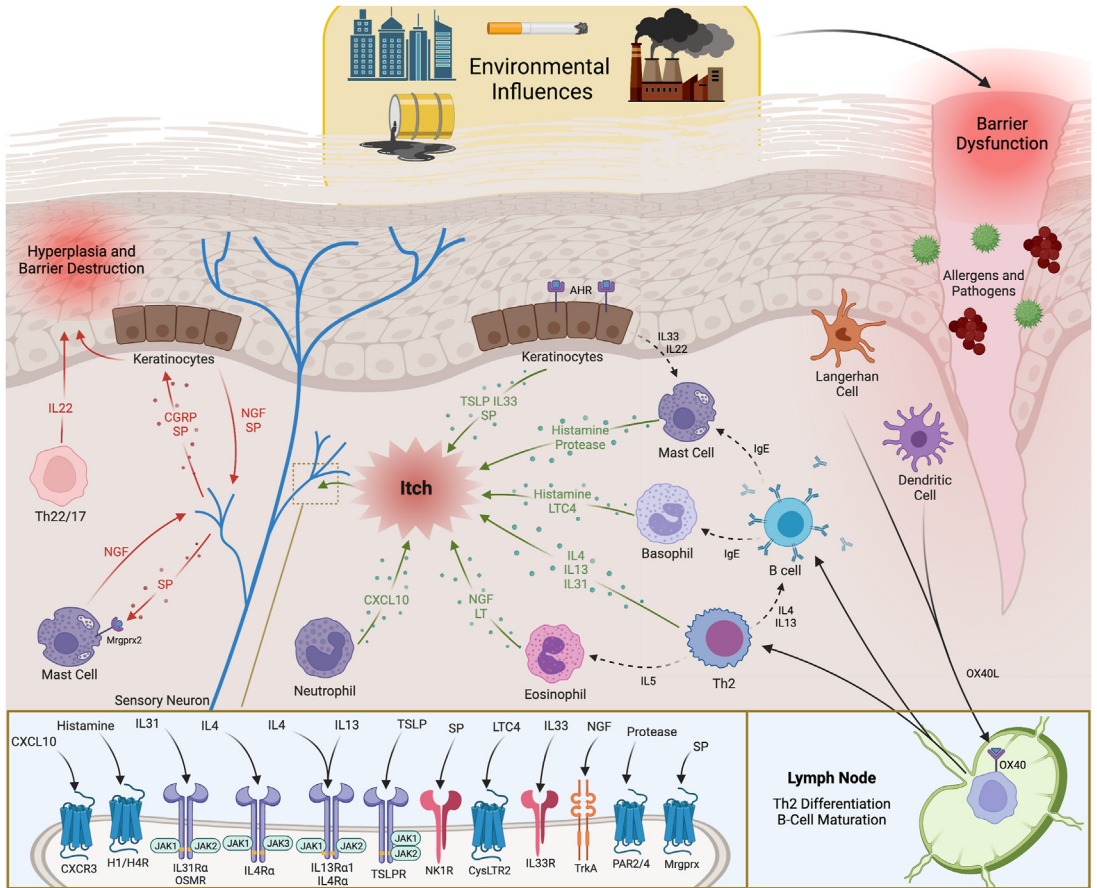 Environmental
Influences
Barrier
Dysfunction
Hyperplasia and
Barrier Destruction
Allergens and
Pathogens
AHR
Keratinocytes
Keratinocytes
IL33
IL22
Langerhan
Cell
IL22
CGRP
SP
NGF
SP
TSLP IL33
SP
Histamine
Protease
Mast Cell
IgE
Dendritic
Cell
Th22/17
Itch
Histamine
LTC4
Basophil
IgE
B cell
NGF
SP
IL4
IL13
IL31
CXCL10
NGF
LT
IL4
IL13
Mrgprx2
Mast Cell
Neutrophil
Eosinophil
IL5
Th2
OX40L
Sensory Neuron
CXCL10
Histamine
IL31
IL4
IL4
IL13
TSLP
SP
LTC4
IL33
NGF
Protease
SP
JAK1
JAK2
JAK1
JAK3
JAK1
JAK2
JAK1
JAK2
CXCR3
H1/H4R
IL31Rα
OSMR
IL4Rα
IL13Rα1
IL4Rα
TSLPR
NK1R
CysLTR2
IL33R
TrkA
PAR2/4
Mrgprx
Lymph Node
Th2 Differentiation
B-Cell Maturation
OX40